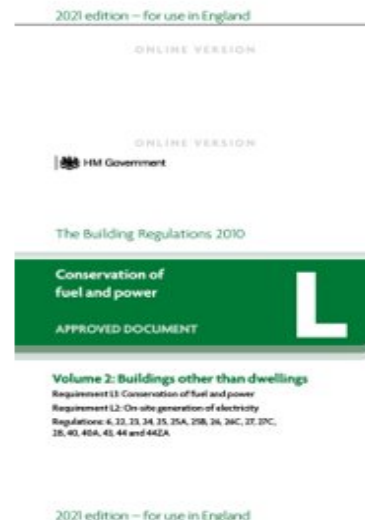 2021 edition – for use in England
ONLINE VERSION
ONLINE VERSION
HM Government
The Building Regulations 2010
Conservation of
fuel and power
L
APPROVED DOCUMENT
Volume 2: Buildings other than dwellings
Requirement L1: Conservation of fuel and power
Requirement L2: On-site generation of electricity
Regulations: 6, 22, 23, 24, 25, 25A, 25B, 26, 26C, 27, 27C,
28, 40, 40A, 43, 44 and 44ZA
2021 edition – for use in England